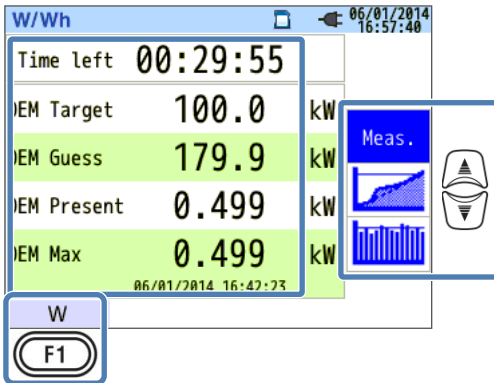 W/Wh
06/01/2014
16:57:40
Time left 00:29:55
DEM Target 100.0 kW
DEM Guess 179.9 kW
DEM Present 0.499 kW
DEM Max 0.499 kW
06/01/2014 16:42:23
Meas.
W
F1